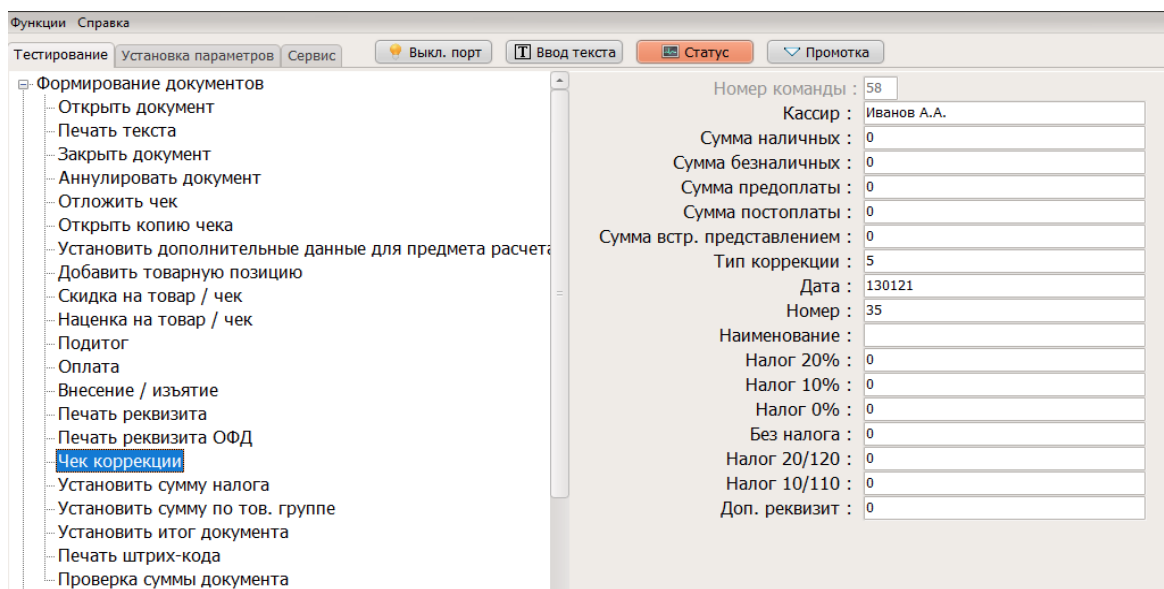 Функции Справка
Тестирование Установка параметров Сервис Выкл. порт Ввод текста Статус Промотка
Формирование документов
Открыть документ
Печать текста
Закрыть документ
Аннулировать документ
Отложить чек
Открыть копию чека
Установить дополнительные данные для предмета расчета
Добавить товарную позицию
Скидка на товар / чек
Наценка на товар / чек
Подитог
Оплата
Внесение / изъятие
Печать реквизита
Печать реквизита ОФД
Чек коррекции
Установить сумму налога
Установить сумму по тов. группе
Установить итог документа
Печать штрих-кода
Проверка суммы документа
Номер команды : 58
Кассир : Иванов А.А.
Сумма наличных : 0
Сумма безналичных : 0
Сумма предоплаты : 0
Сумма постоплаты : 0
Сумма встр. представлением : 0
Тип коррекции : 5
Дата : 130121
Номер : 35
Наименование :
Налог 20% : 0
Налог 10% : 0
Налог 0% : 0
Без налога : 0
Налог 20/120 : 0
Налог 10/110 : 0
Доп. реквизит : 0